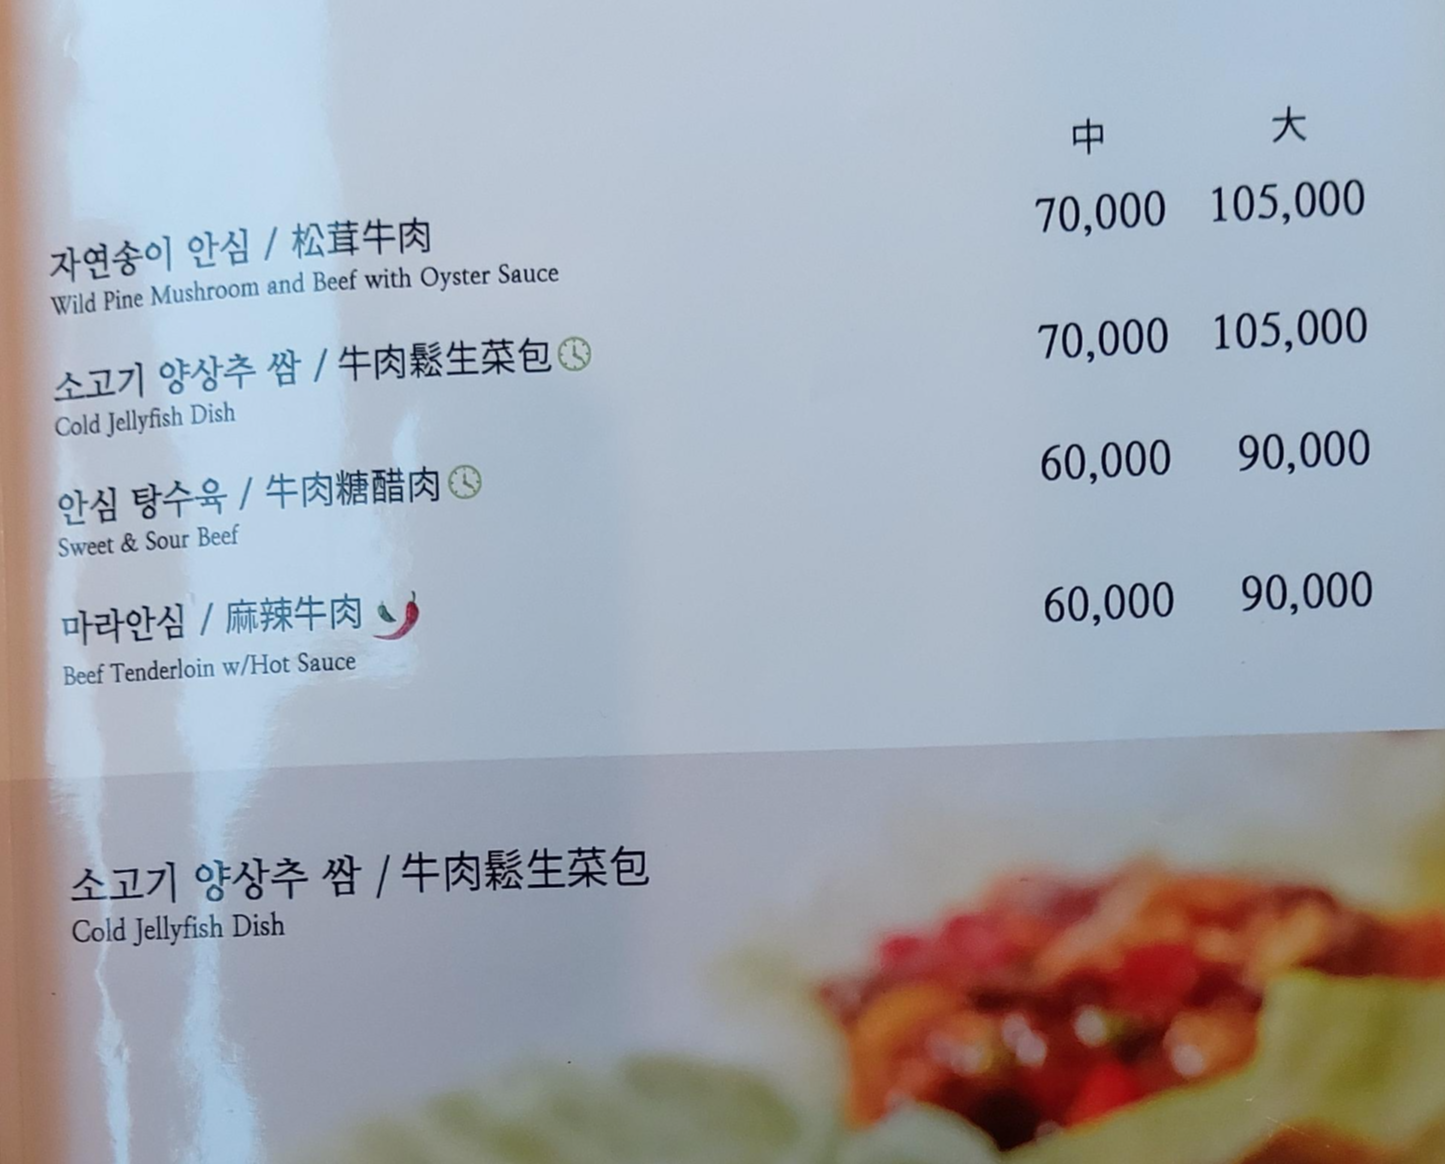 中 大
자연송이 안심 / 松茸牛肉 70,000 105,000
Wild Pine Mushroom and Beef with Oyster Sauce
소고기 양상추 쌈 / 牛肉鬆生菜包 70,000 105,000
Cold Jellyfish Dish
안심 탕수육 / 牛肉糖醋肉 60,000 90,000
Sweet & Sour Beef
마라안심 / 麻辣牛肉 60,000 90,000
Beef Tenderloin w/Hot Sauce
소고기 양상추 쌈 / 牛肉鬆生菜包
Cold Jellyfish Dish